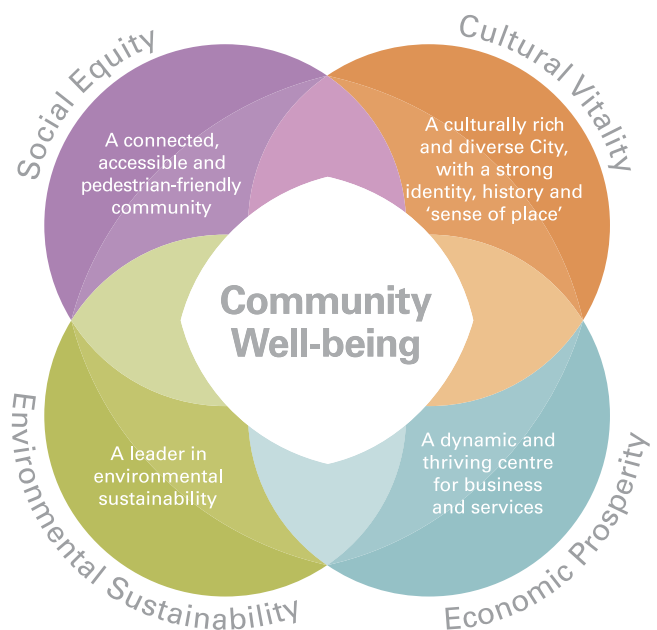 Social Equity
Cultural Vitality
A connected,
accessible and
pedestrian-friendly
community
A culturally rich
and diverse City,
with a strong
identity, history and
‘sense of place’
Community
Well-being
A leader in
environmental
sustainability
A dynamic and
thriving centre
for business
and services
Environmental Sustainability
Economic Prosperity